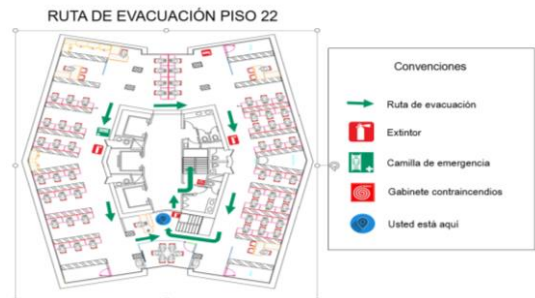 RUTA DE EVACUACIÓN PISO 22
Convenciones
Ruta de evacuación
Extintor
Camilla de emergencia
Gabinete contraincendios
Usted está aquí